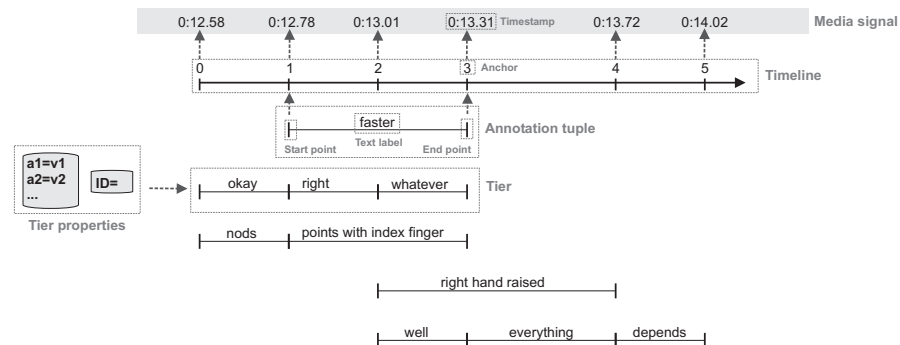 0:12.58 0:12.78 0:13.01 0:13.31 Timestamp 0:13.72 0:14.02 Media signal
0 1 2 3 Anchor 4 5
Timeline
faster
Annotation tuple
Start point Text label End point
a1=v1
a2=v2 ID=
...
okay right whatever Tier
Tier properties
nods points with index finger
right hand raised
well everything depends